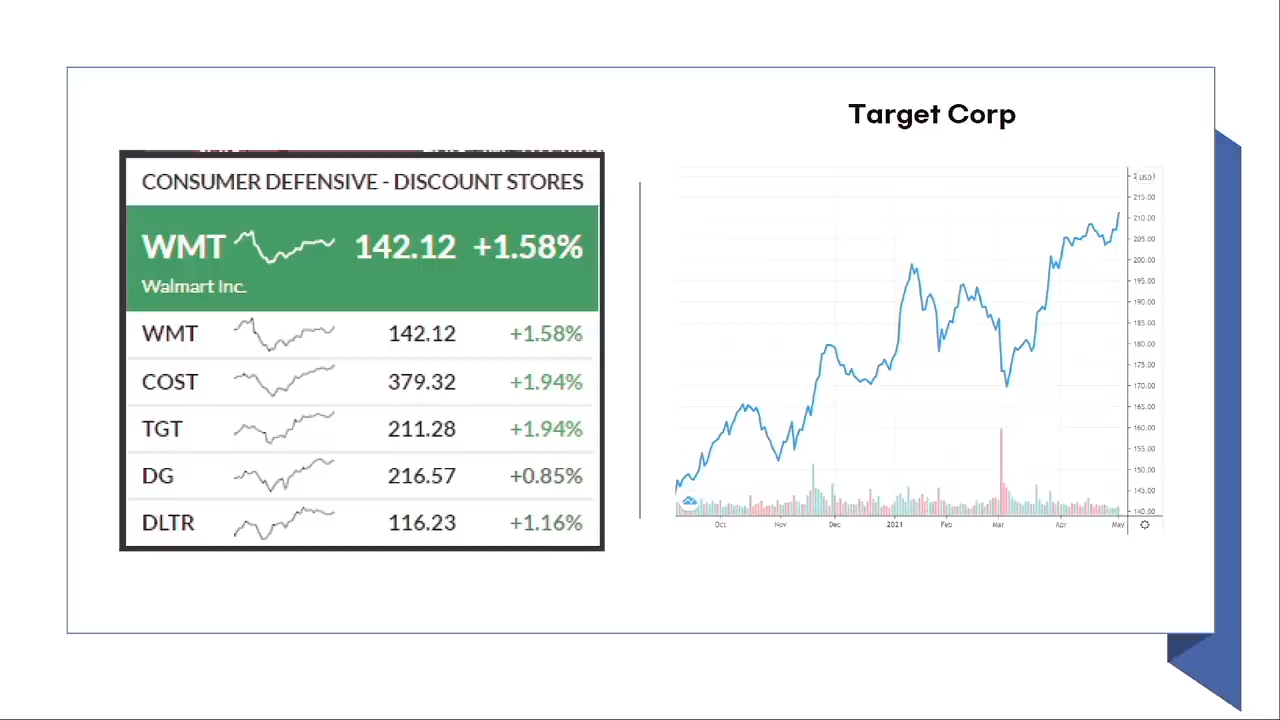 Target Corp
CONSUMER DEFENSIVE - DISCOUNT STORES
WMT 142.12 +1.58%
Walmart Inc.
WMT 142.12 +1.58%
COST 379.32 +1.94%
TGT 211.28 +1.94%
DG 216.57 +0.85%
DLTR 116.23 +1.16%
USD
215.00
210.00
205.00
200.00
195.00
190.00
185.00
180.00
175.00
170.00
165.00
160.00
155.00
150.00
145.00
140.00
Oct Nov Dec 2021 Feb Mar Apr May